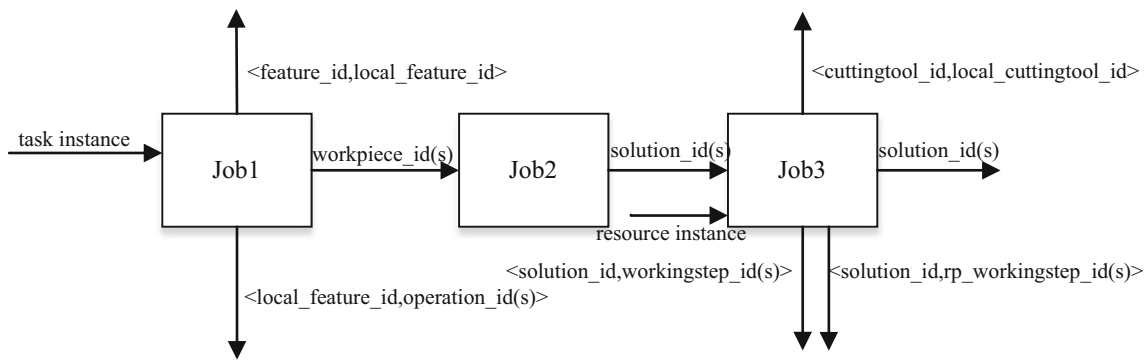 <feature_id,local_feature_id>
<cuttingtool_id,local_cuttingtool_id>
task instance
Job1
workpiece_id(s)
Job2
solution_id(s)
Job3
solution_id(s)
resource instance
<solution_id,workingstep_id(s)>
<solution_id,rp_workingstep_id(s)>
<local_feature_id,operation_id(s)>